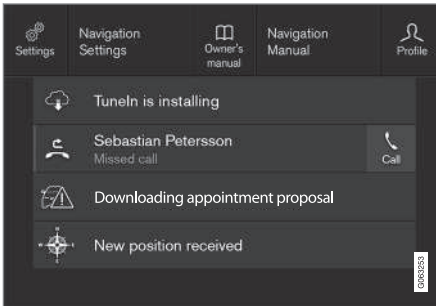 Settings
Navigation
Settings
Owner's
manual
Navigation
Manual
Profile
TuneIn is installing
Sebastian Petersson
Missed call
Call
Downloading appointment proposal
New position received
G063253